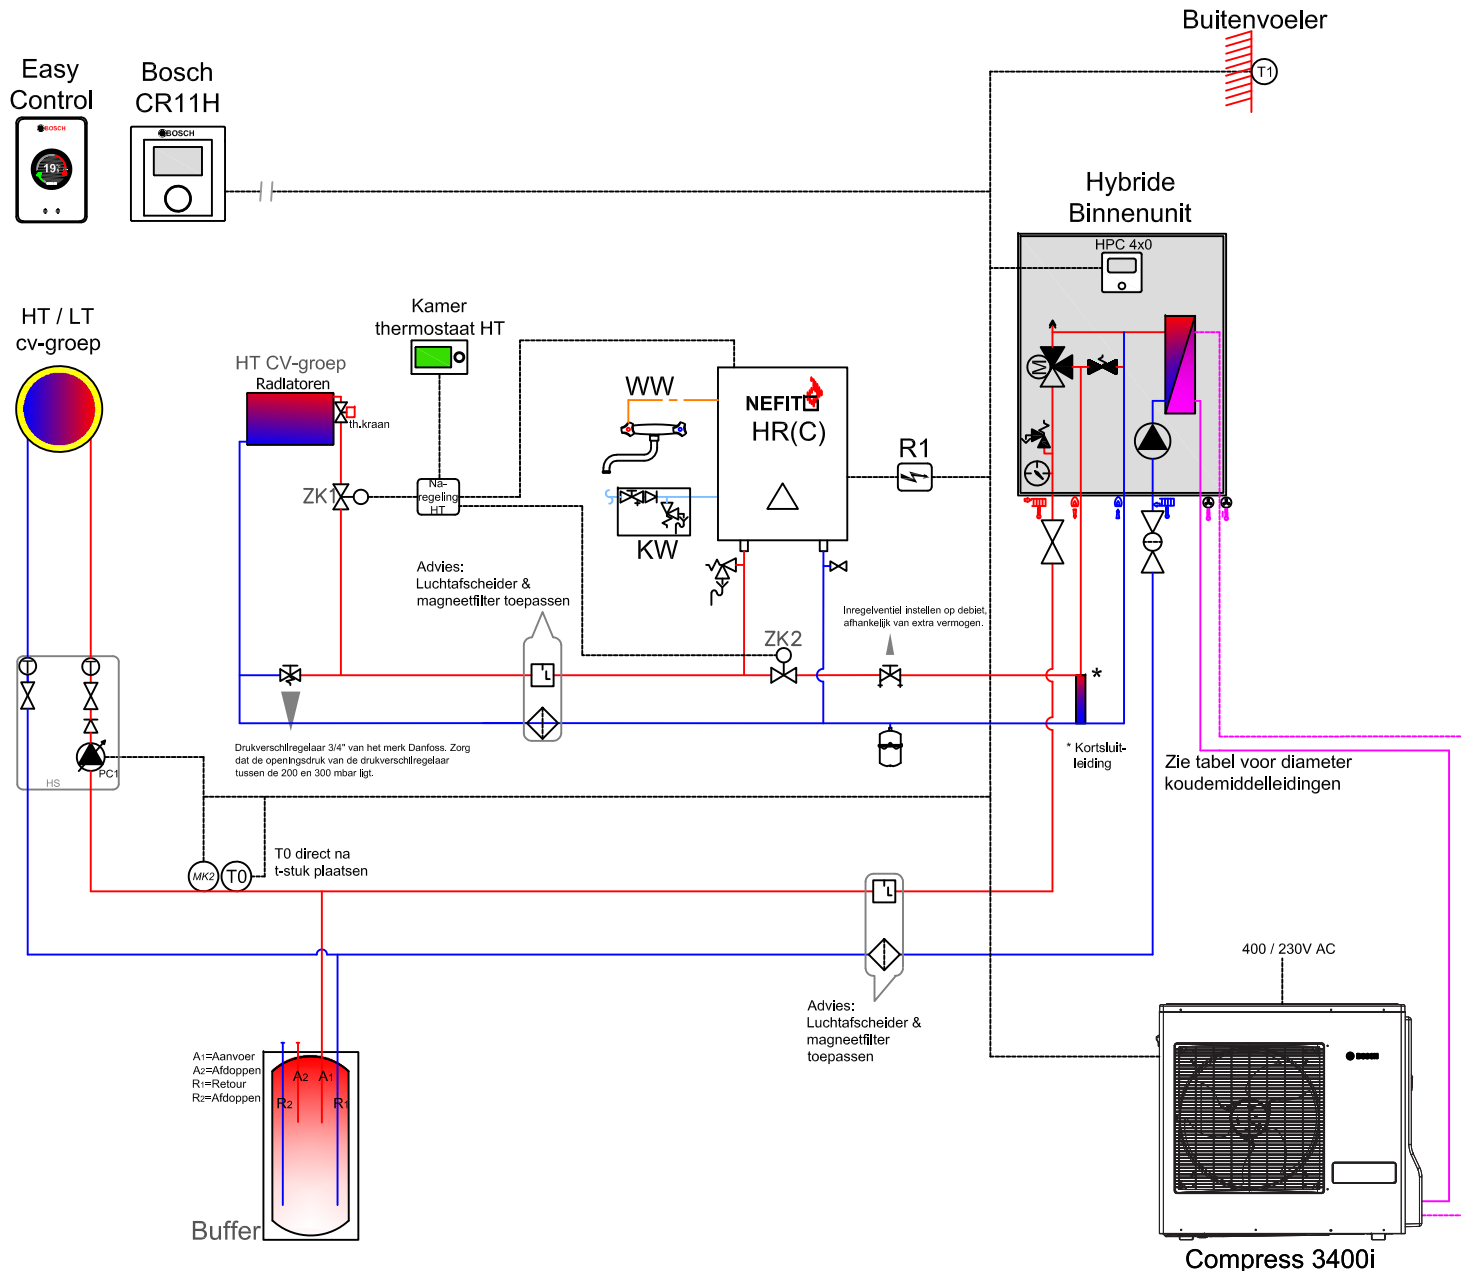 Buitenvoeler
T1
Easy
Control
BOSCH
19
Bosch
CR11H
BOSCH
Hybride
Binnenunit
HPC 4x0
M
HT / LT
cv-groep
HT CV-groep
Radiatoren
th.kraan
Kamer
thermostaat HT
WW
NEFIT
HR(C)
R1
ZK1
Na-
regeling
HT
KW
Advies:
Luchtafscheider &
magneetfilter toepassen
Inregelventiel instellen op debiet,
afhankelijk van extra vermogen.
ZK2
T
T
L
*
PC1
HS
Drukverschilregelaar 3/4" van het merk Danfoss. Zorg
dat de openingsdruk van de drukverschilregelaar
tussen de 200 en 300 mbar ligt.
* Kortsluit-
leiding
Zie tabel voor diameter
koudemiddelleidingen
T0 direct na
t-stuk plaatsen
MK2
T0
L
400 / 230V AC
Advies:
Luchtafscheider &
magneetfilter
toepassen
A1=Aanvoer
A2=Afdoppen
R1=Retour
R2=Afdoppen
A2
A1
R2
R1
Buffer
BOSCH
Compress 3400i